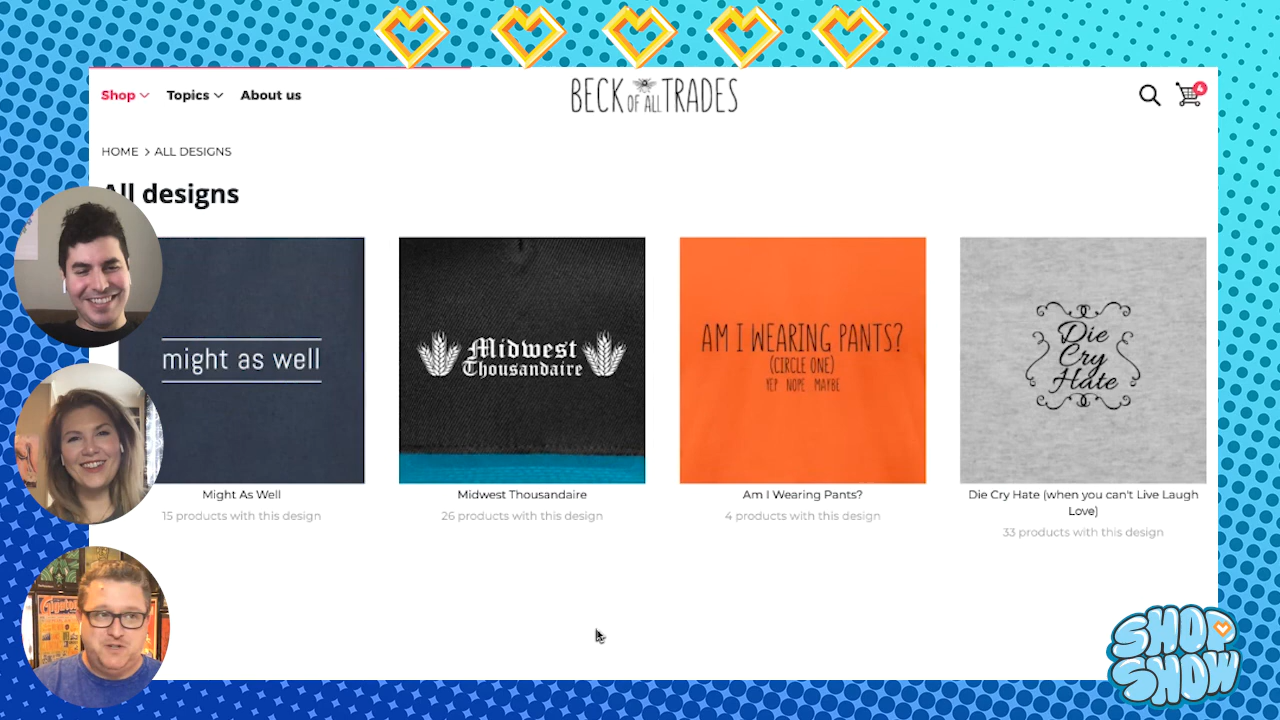 Shop
Topics
About us
BECK OF ALL TRADES
4
HOME > ALL DESIGNS
All designs
might as well
Midwest
Thousandaire
AM I WEARING PANTS?
(CIRCLE ONE)
YEP NOPE MAYBE
Die
Cry
Hate
Might As Well
15 products with this design
Midwest Thousandaire
26 products with this design
Am I Wearing Pants?
4 products with this design
Die Cry Hate (when you can't Live Laugh
Love)
33 products with this design
SHOP
SHOW